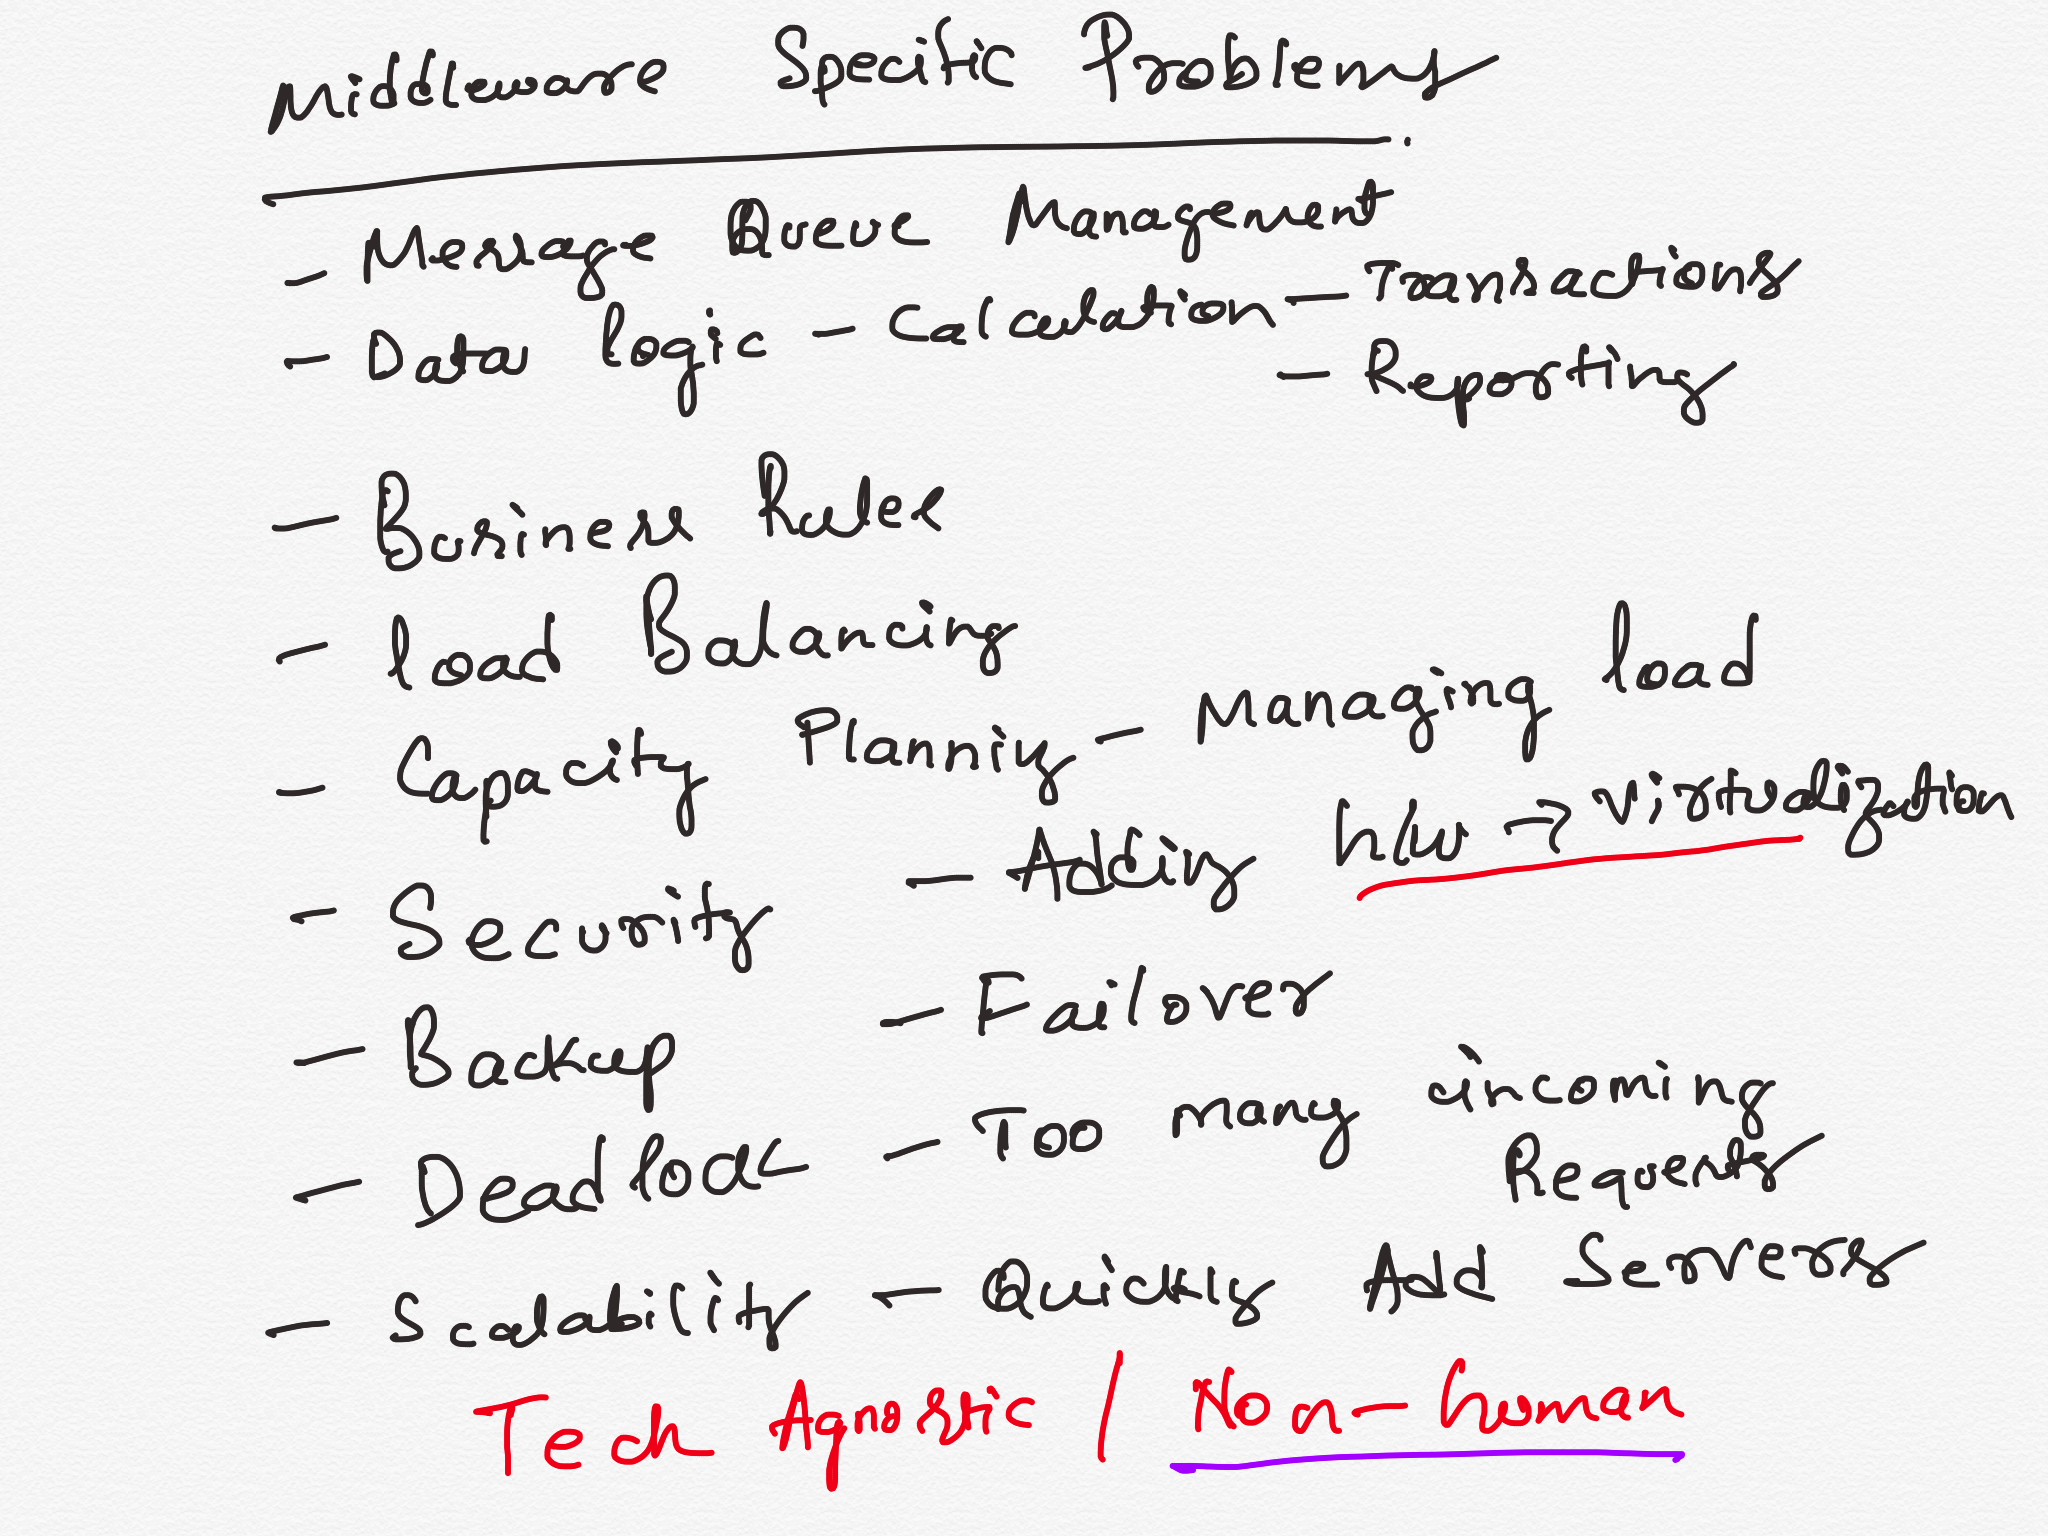 Middleware Specific Problems.
- Message Queue Management
- Data logic - Calculation - Transactions
- Reporting
- Business Rules
- Load Balancing
- Capacity Planning - Managing load
- Adding h/w → Virtualization
- Security
- Failover
- Backup
- Too many incoming
Requests
- Deadlock
- Scalability - Quickly Add Servers
Tech Agnostic / Non-human